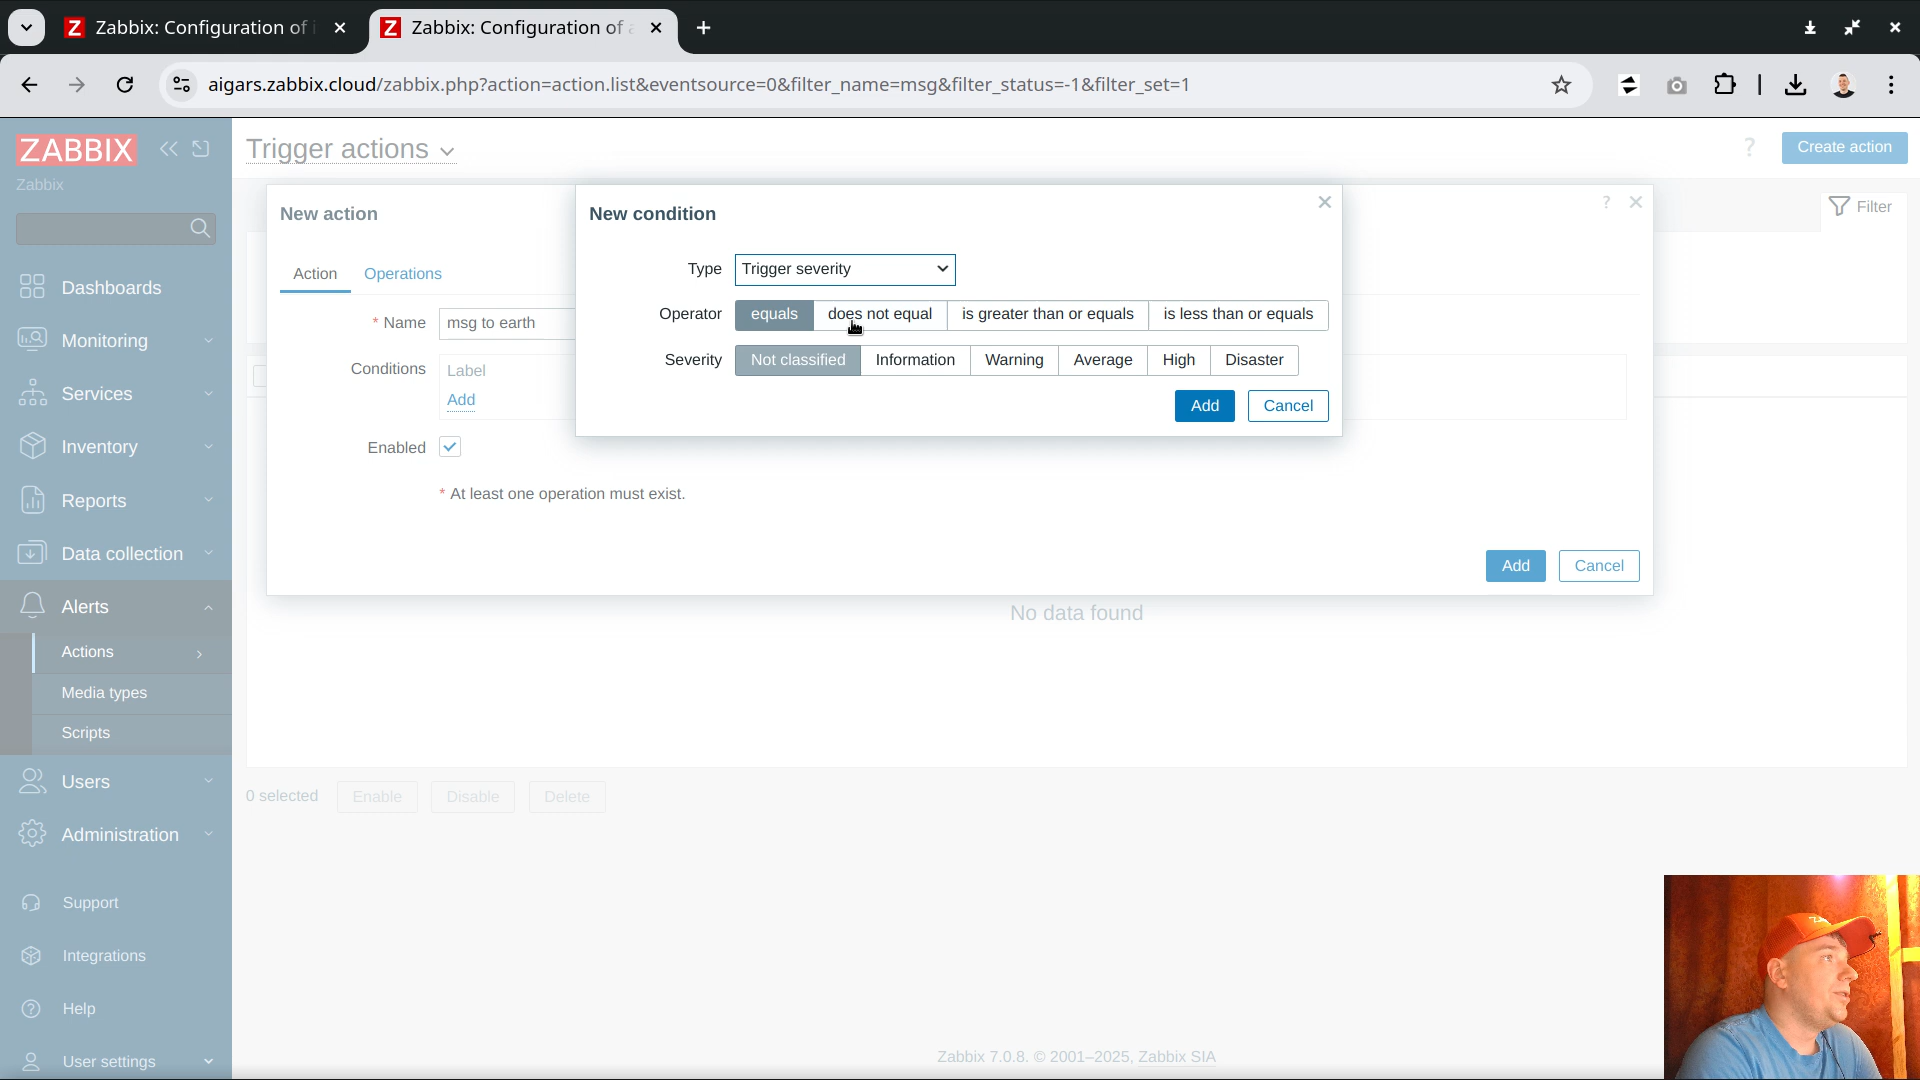 Zabbix: Configuration of
Zabbix: Configuration of
aigars.zabbix.cloud/zabbix.php?action=action.list&eventsource=0&filter_name=msg&filter_status=-1&filter_set=1
ZABBIX
Zabbix
Dashboards
Monitoring
Services
Inventory
Reports
Data collection
Alerts
Actions
Media types
Scripts
Users
Administration
Support
Integrations
Help
User settings
Trigger actions
?
Create action
Filter
New action
?
Action
Operations
* Name
msg to earth
Conditions
Label
Add
Enabled
* At least one operation must exist.
Add
Cancel
New condition
Type
Trigger severity
Operator
equals
does not equal
is greater than or equals
is less than or equals
Severity
Not classified
Information
Warning
Average
High
Disaster
Add
Cancel
No data found
0 selected
Enable
Disable
Delete
Zabbix 7.0.8. © 2001–2025, Zabbix SIA